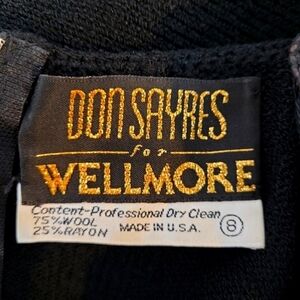 DON SAYRES
for
WELLMORE
Content-Professional Dry Clean
75% WOOL
25% RAYON MADE IN U.S.A. 8